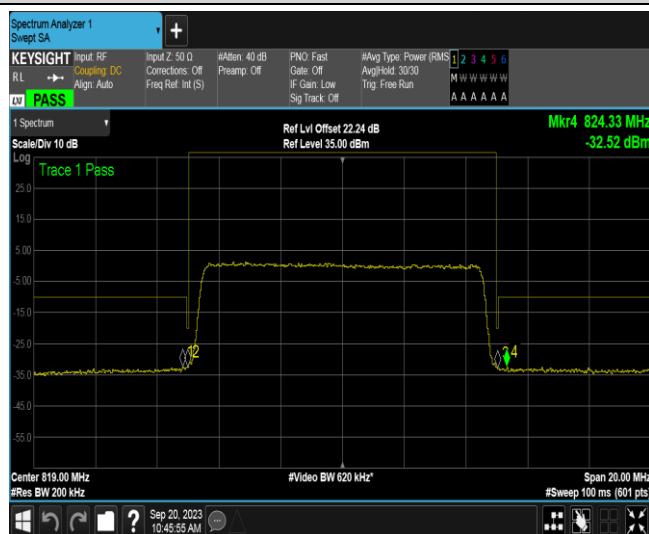 Spectrum Analyzer 1
Swept SA
+
KEYSIGHT Input: RF Input Z: 50 Ω #Atten: 40 dB PNO: Fast #Avg Type: Power (RMS 1 2 3 4 5 6
RL Coupling: DC Corrections: Off Preamp: Off Gate: Off Avg|Hold: 30/30 M W W W W W
Align: Auto Freq Ref: Int (S) IF Gain: Low Trig: Free Run
LXI PASS Sig Track: Off A A A A A A
1 Spectrum Ref Lvl Offset 22.24 dB Mkr4 824.33 MHz
Scale/Div 10 dB Ref Level 35.00 dBm -32.52 dBm
Log
Trace 1 Pass
25.0
15.0
5.00
-5.00
-15.0
-25.0
12
4
-35.0
-45.0
-55.0
Center 819.00 MHz #Video BW 620 kHz* Span 20.00 MHz
#Res BW 200 kHz #Sweep 100 ms (601 pts)
? Sep 20, 2023
10:45:55 AM